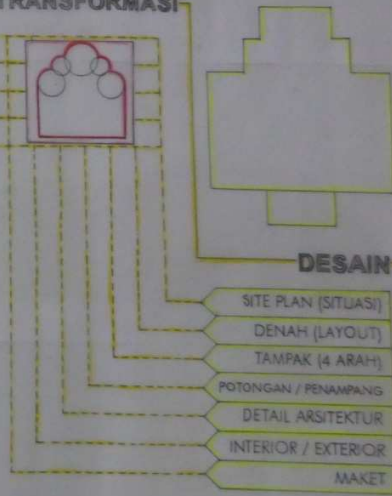 TRANSFORMASI
DESAIN
SITE PLAN (SITUASI)
DENAH (LAYOUT)
TAMPAK (4 ARAH)
POTONGAN / PENAMPANG
DETAIL ARSITEKTUR
INTERIOR / EXTERIOR
MAKET